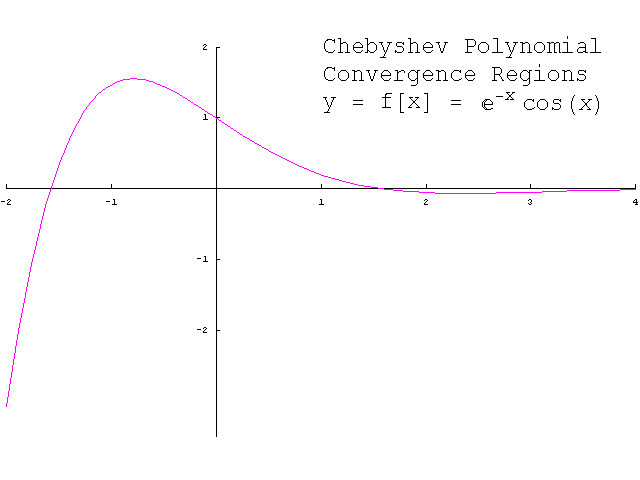 Chebyshev Polynomial
Convergence Regions
y = f[x] = e^-x cos(x)
2
1
-2 -1 1 2 3 4
-1
-2